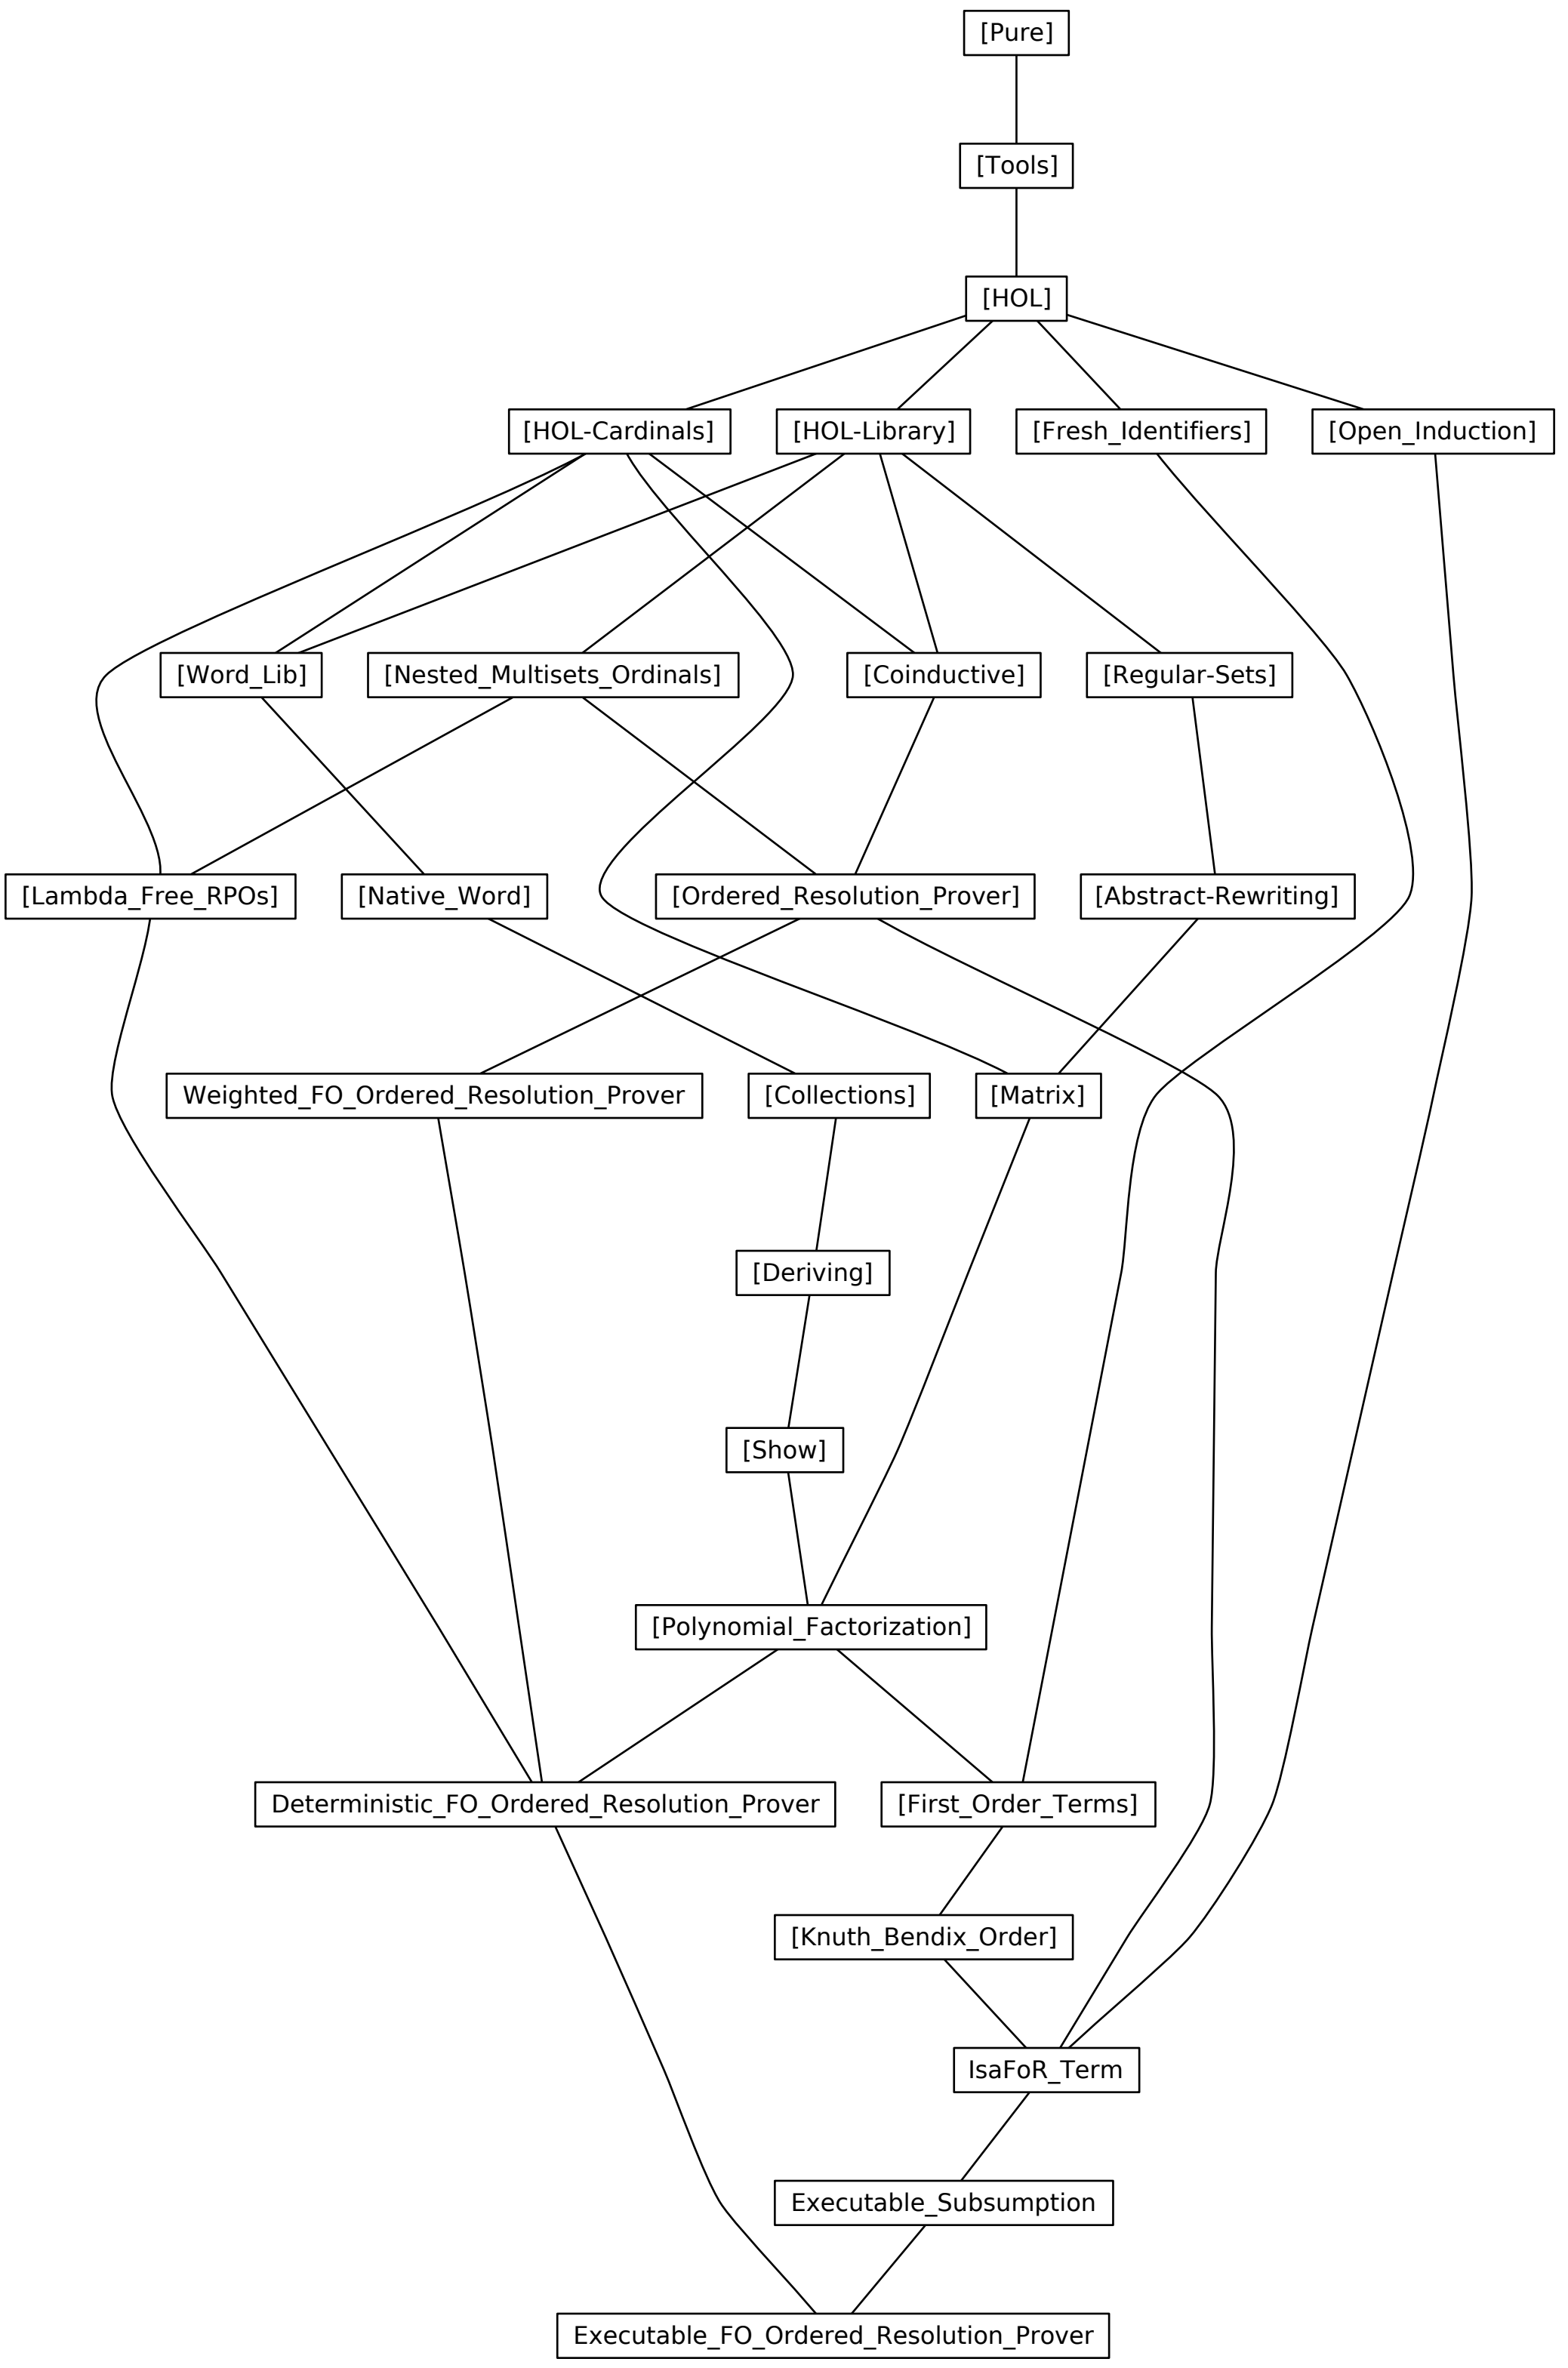 [Pure]
[Tools]
[HOL]
[HOL-Cardinals]
[HOL-Library]
[Fresh_Identifiers]
[Open_Induction]
[Word_Lib]
[Nested_Multisets_Ordinals]
[Coinductive]
[Regular-Sets]
[Lambda_Free_RPOs]
[Native_Word]
[Ordered_Resolution_Prover]
[Abstract-Rewriting]
Weighted_FO_Ordered_Resolution_Prover
[Collections]
[Matrix]
[Deriving]
[Show]
[Polynomial_Factorization]
Deterministic_FO_Ordered_Resolution_Prover
[First_Order_Terms]
[Knuth_Bendix_Order]
IsaFoR_Term
Executable_Subsumption
Executable_FO_Ordered_Resolution_Prover